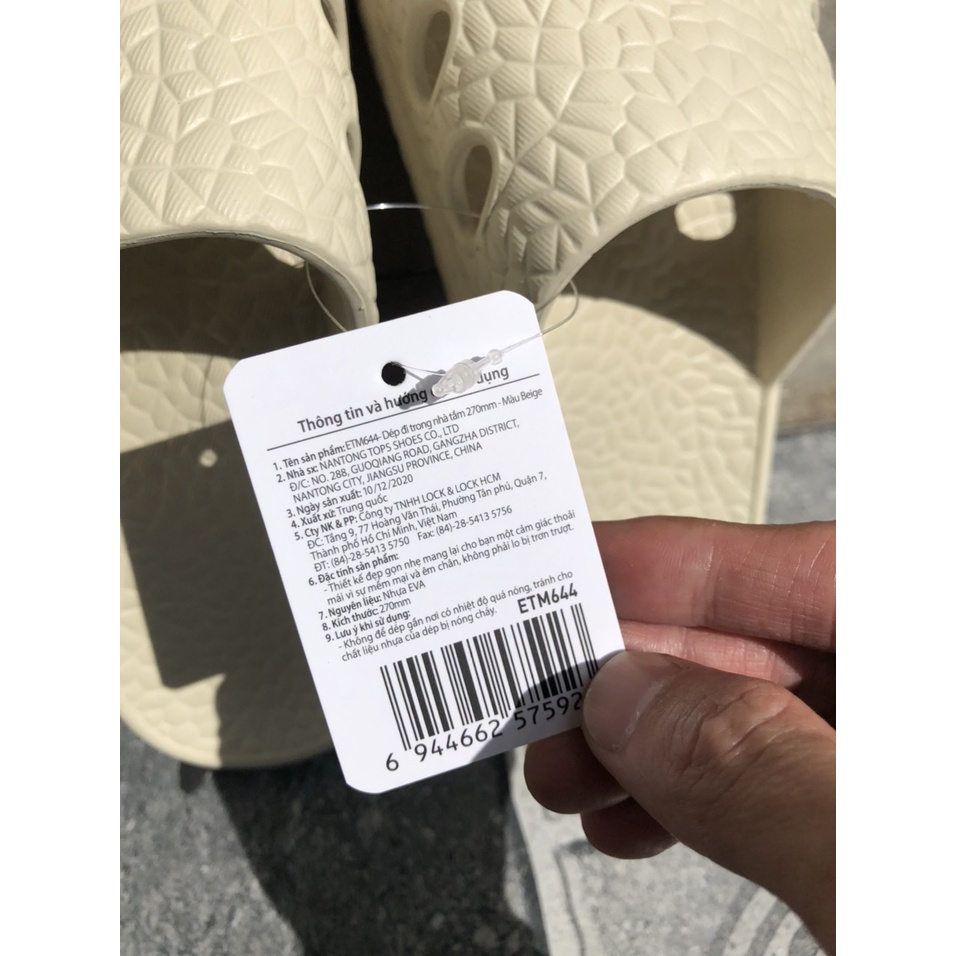 Thông tin và hướng dụng
1. Tên sản phẩm: ETM644- Dép đi trong nhà tắm 270mm - Màu Beige
2. Nhà sx: NANTONG TOPS SHOES CO., LTD
Đ/C: NO. 288, GUOQIANG ROAD, GANGZHA DISTRICT,
NANTONG CITY, JIANGSU PROVINCE, CHINA
3. Ngày sản xuất: 10/12/2020
4. Xuất xứ: Trung quốc
5. Cty NK & PP: Công ty TNHH LOCK & LOCK HCM
ĐC: Tầng 9, 77 Hoàng Văn Thái, Phường Tân phú, Quận 7,
Thành phố Hồ Chí Minh, Việt Nam
ĐT: (84)-28-5413 5750 Fax: (84)-28-5413 5756
6. Đặc tính sản phẩm:
- Thiết kế đẹp gọn nhẹ mang lại cho bạn một cảm giác thoải
mái vì sự mềm mại và êm chân, không phải lo bị trơn trượt.
7. Nguyên liệu: Nhựa EVA
8. Kích thước: 270mm
9. Lưu ý khi sử dụng:
- Không để dép gần nơi có nhiệt độ quá nóng, tránh cho
chất liệu nhựa của dép bị nóng chảy.
ETM644
6 944662 57592